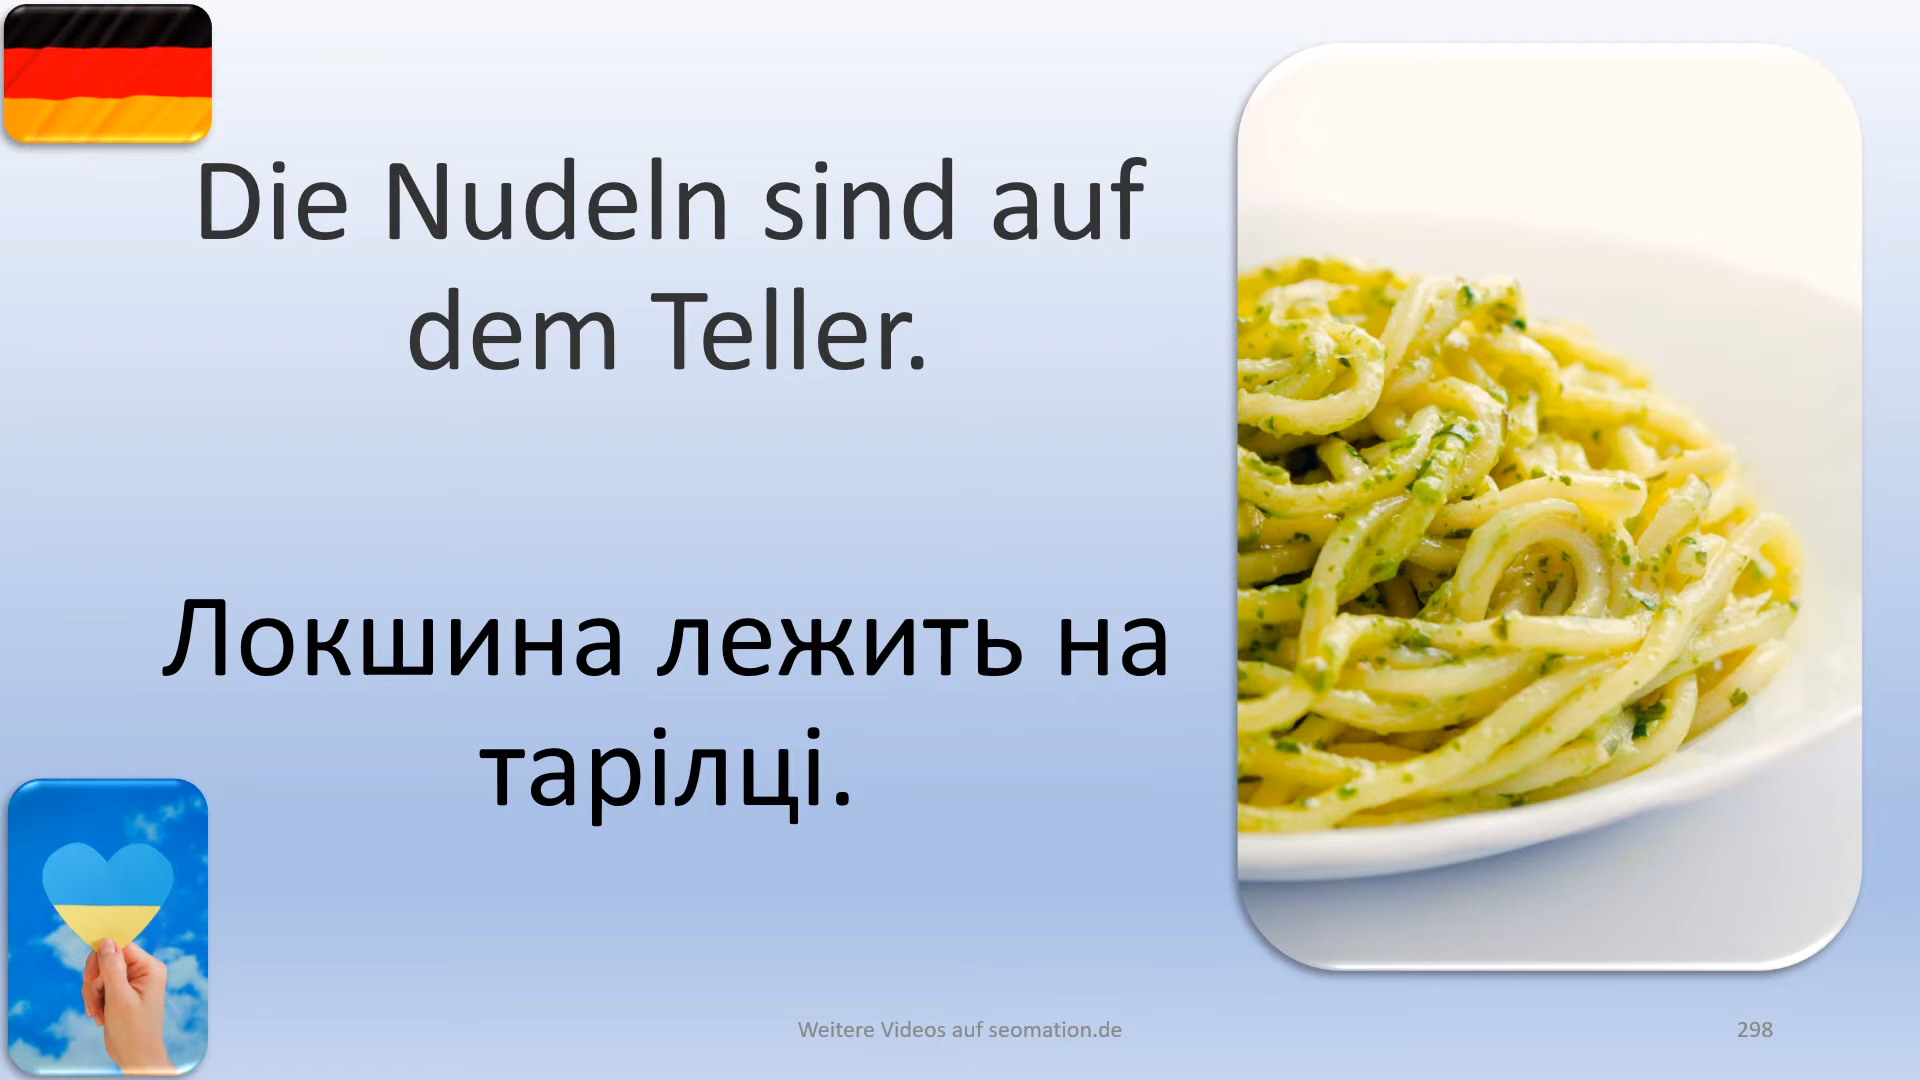 Die Nudeln sind auf
dem Teller.
Локшина лежить на
тарілці.
Weitere Videos auf seomation.de
298